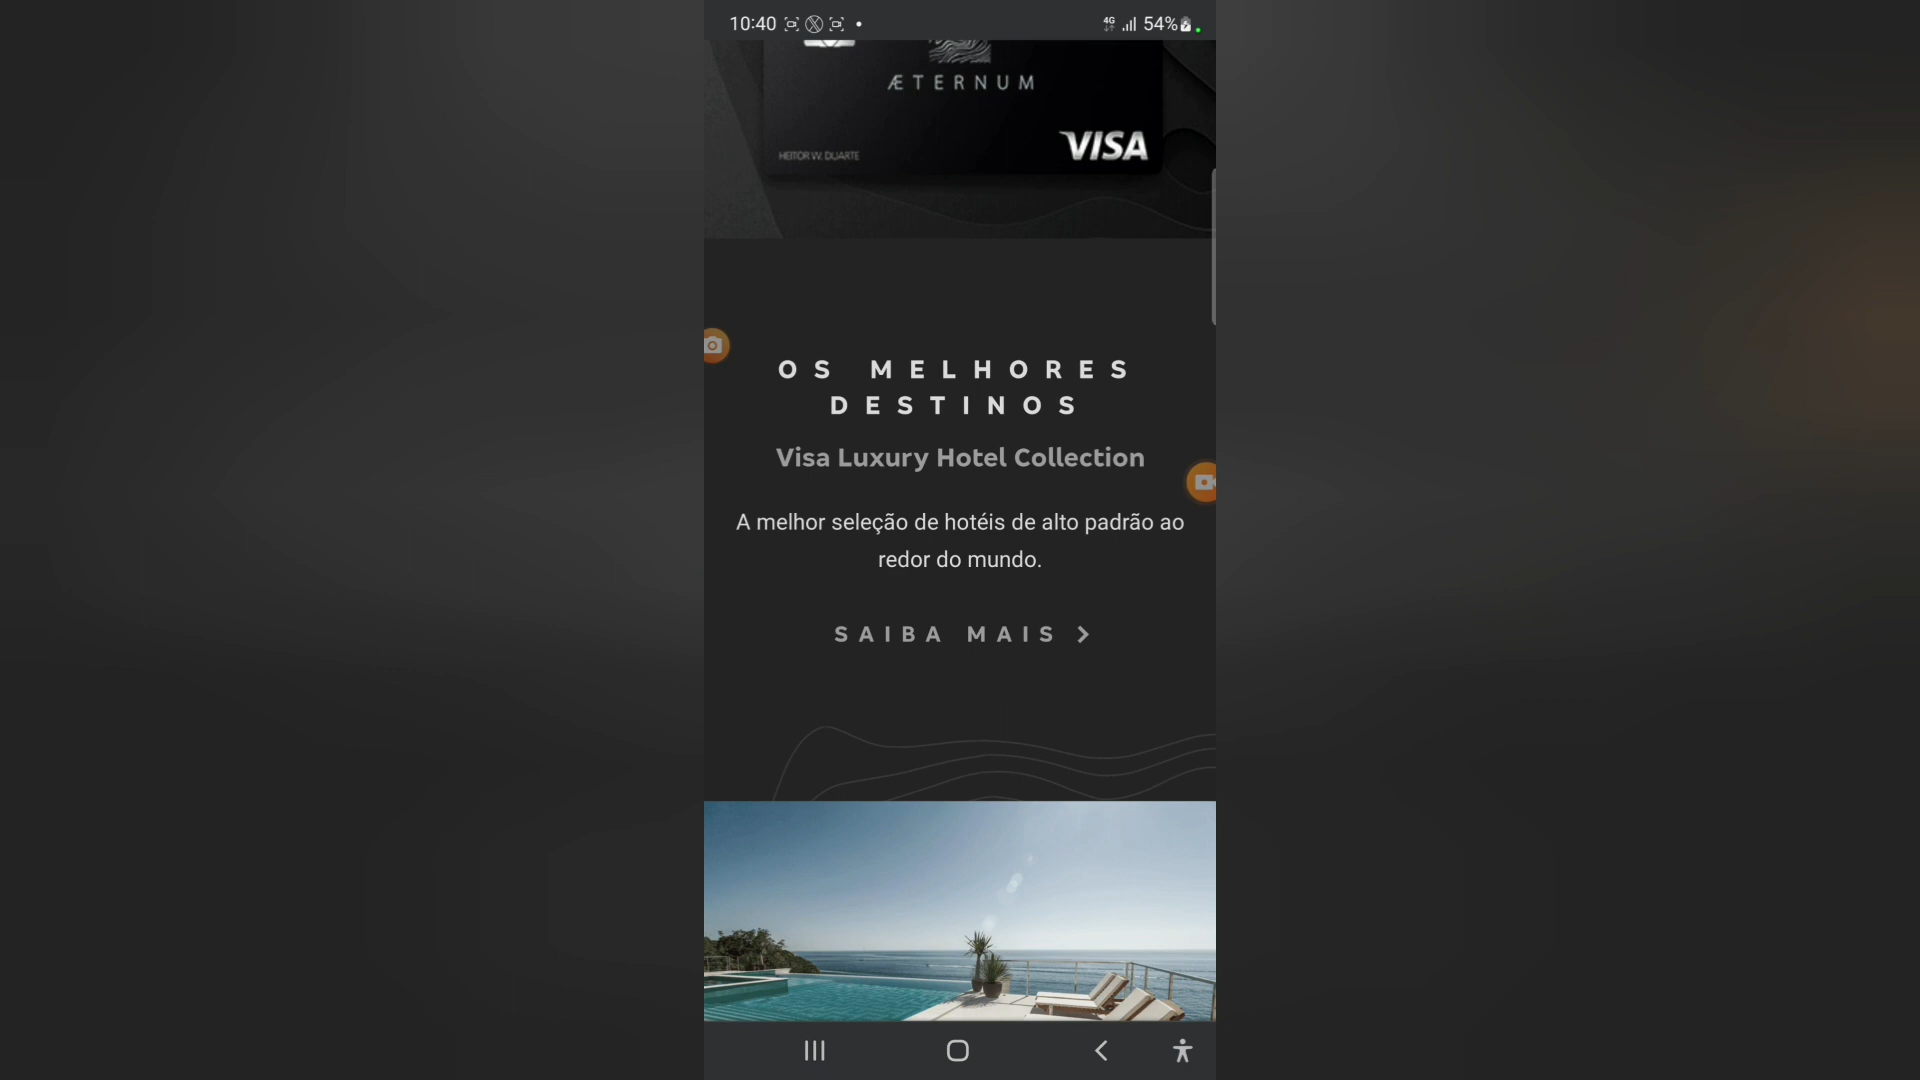 10:40
4G 54%
ÆTERNUM
HEITOR W. DUARTE
VISA
OS MELHORES
DESTINOS
Visa Luxury Hotel Collection
A melhor seleção de hotéis de alto padrão ao
redor do mundo.
SAIBA MAIS